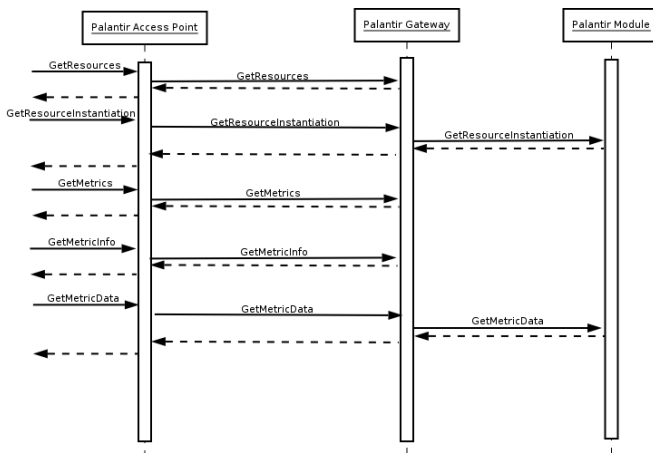 Palantir Access Point
Palantir Gateway
Palantir Module
GetResources
GetResources
GetResourceInstantiation
GetResourceInstantiation
GetResourceInstantiation
GetMetrics
GetMetrics
GetMetricInfo
GetMetricInfo
GetMetricData
GetMetricData
GetMetricData